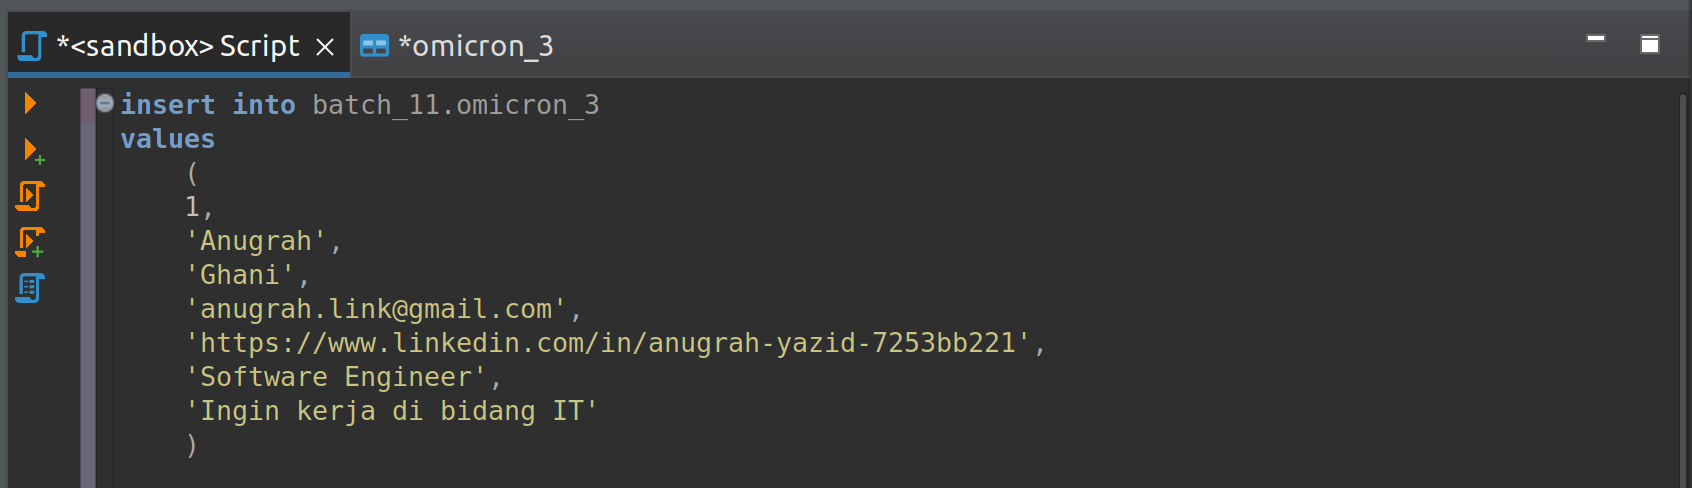 *<sandbox> Script
*omicron_3
insert into batch_11.omicron_3
values
(
1,
'Anugrah',
'Ghani',
'anugrah.link@gmail.com',
'https://www.linkedin.com/in/anugrah-yazid-7253bb221',
'Software Engineer',
'Ingin kerja di bidang IT'
)